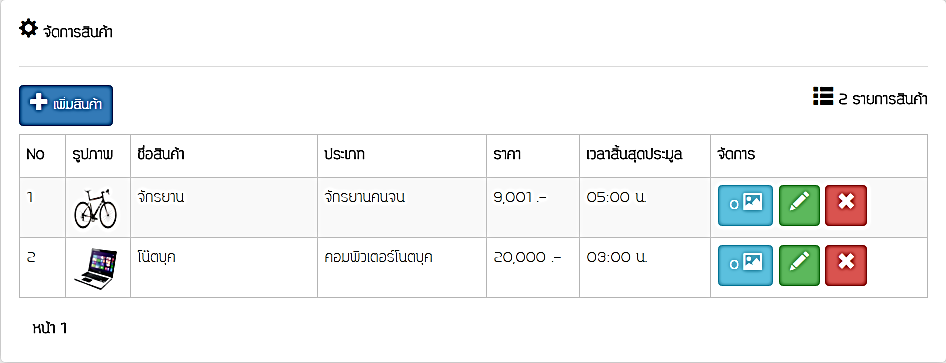 จัดการสินค้า
เพิ่มสินค้า
2 รายการสินค้า
No รูปภาพ ชื่อสินค้า ประเภท ราคา เวลาสิ้นสุดประมูล จัดการ
1 จักรยาน จักรยานคนจน 9,001 .- 05:00 น. 0
2 โน๊ตบุค คอมพิวเตอร์โนตบุค 20,000 .- 03:00 น. 0
หน้า 1